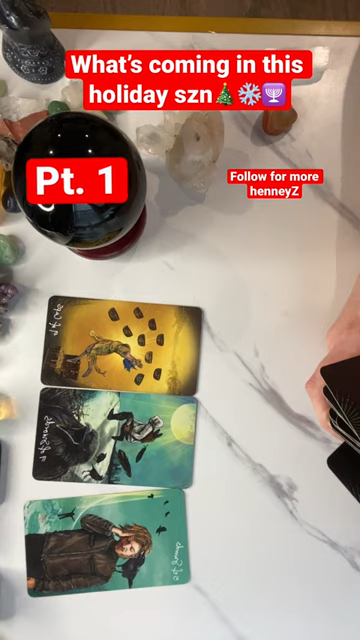 What's coming in this
holiday szn🎄❄️🕎
Pt. 1
Follow for more
henneyZ